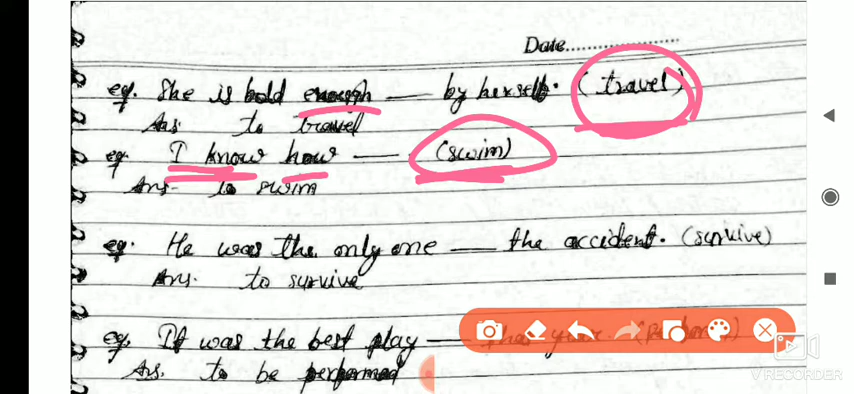 Date..............................
eg. She is bold enough — by herself. (travel)
Ans. to travel
eg. I know how — (swim)
Ans. to swim
eg. He was the only one — the accident. (survive)
Ans. to survive
eg. It was the best play —
Ans. to be performed
VRECORDER